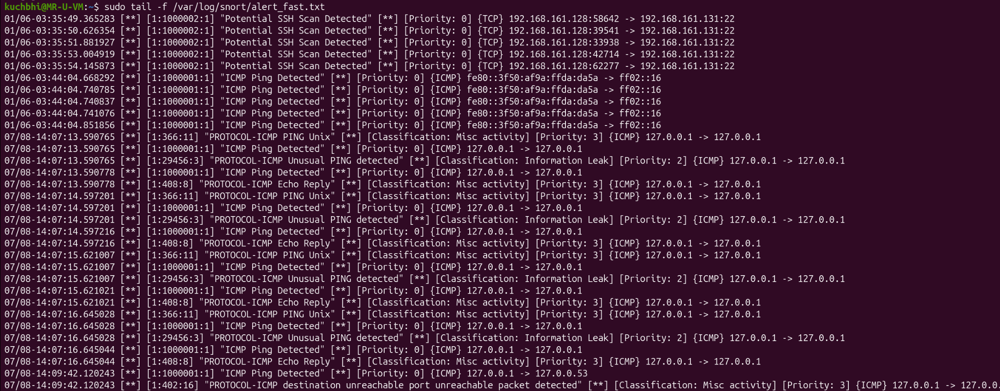 kuchbhi@MR-U-VM:~$ sudo tail -f /var/log/snort/alert_fast.txt
01/06-03:35:49.365283 [**] [1:1000002:1] "Potential SSH Scan Detected" [**] [Priority: 0] {TCP} 192.168.161.128:58642 -> 192.168.161.131:22
01/06-03:35:50.626354 [**] [1:1000002:1] "Potential SSH Scan Detected" [**] [Priority: 0] {TCP} 192.168.161.128:39541 -> 192.168.161.131:22
01/06-03:35:51.881927 [**] [1:1000002:1] "Potential SSH Scan Detected" [**] [Priority: 0] {TCP} 192.168.161.128:33938 -> 192.168.161.131:22
01/06-03:35:53.004919 [**] [1:1000002:1] "Potential SSH Scan Detected" [**] [Priority: 0] {TCP} 192.168.161.128:42714 -> 192.168.161.131:22
01/06-03:35:54.145873 [**] [1:1000002:1] "Potential SSH Scan Detected" [**] [Priority: 0] {TCP} 192.168.161.128:62277 -> 192.168.161.131:22
01/06-03:44:04.668292 [**] [1:1000001:1] "ICMP Ping Detected" [**] [Priority: 0] {ICMP} fe80::3f50:af9a:ffda:da5a -> ff02::16
01/06-03:44:04.740785 [**] [1:1000001:1] "ICMP Ping Detected" [**] [Priority: 0] {ICMP} fe80::3f50:af9a:ffda:da5a -> ff02::16
01/06-03:44:04.740837 [**] [1:1000001:1] "ICMP Ping Detected" [**] [Priority: 0] {ICMP} fe80::3f50:af9a:ffda:da5a -> ff02::16
01/06-03:44:04.741076 [**] [1:1000001:1] "ICMP Ping Detected" [**] [Priority: 0] {ICMP} fe80::3f50:af9a:ffda:da5a -> ff02::16
01/06-03:44:04.851856 [**] [1:1000001:1] "ICMP Ping Detected" [**] [Priority: 0] {ICMP} fe80::3f50:af9a:ffda:da5a -> ff02::16
07/08-14:07:13.590765 [**] [1:366:11] "PROTOCOL-ICMP PING Unix" [**] [Classification: Misc activity] [Priority: 3] {ICMP} 127.0.0.1 -> 127.0.0.1
07/08-14:07:13.590765 [**] [1:1000001:1] "ICMP Ping Detected" [**] [Priority: 0] {ICMP} 127.0.0.1 -> 127.0.0.1
07/08-14:07:13.590765 [**] [1:29456:3] "PROTOCOL-ICMP Unusual PING detected" [**] [Classification: Information Leak] [Priority: 2] {ICMP} 127.0.0.1 -> 127.0.0.1
07/08-14:07:13.590778 [**] [1:1000001:1] "ICMP Ping Detected" [**] [Priority: 0] {ICMP} 127.0.0.1 -> 127.0.0.1
07/08-14:07:13.590778 [**] [1:408:8] "PROTOCOL-ICMP Echo Reply" [**] [Classification: Misc activity] [Priority: 3] {ICMP} 127.0.0.1 -> 127.0.0.1
07/08-14:07:14.597201 [**] [1:366:11] "PROTOCOL-ICMP PING Unix" [**] [Classification: Misc activity] [Priority: 3] {ICMP} 127.0.0.1 -> 127.0.0.1
07/08-14:07:14.597201 [**] [1:1000001:1] "ICMP Ping Detected" [**] [Priority: 0] {ICMP} 127.0.0.1 -> 127.0.0.1
07/08-14:07:14.597201 [**] [1:29456:3] "PROTOCOL-ICMP Unusual PING detected" [**] [Classification: Information Leak] [Priority: 2] {ICMP} 127.0.0.1 -> 127.0.0.1
07/08-14:07:14.597216 [**] [1:1000001:1] "ICMP Ping Detected" [**] [Priority: 0] {ICMP} 127.0.0.1 -> 127.0.0.1
07/08-14:07:14.597216 [**] [1:408:8] "PROTOCOL-ICMP Echo Reply" [**] [Classification: Misc activity] [Priority: 3] {ICMP} 127.0.0.1 -> 127.0.0.1
07/08-14:07:15.621007 [**] [1:366:11] "PROTOCOL-ICMP PING Unix" [**] [Classification: Misc activity] [Priority: 3] {ICMP} 127.0.0.1 -> 127.0.0.1
07/08-14:07:15.621007 [**] [1:1000001:1] "ICMP Ping Detected" [**] [Priority: 0] {ICMP} 127.0.0.1 -> 127.0.0.1
07/08-14:07:15.621007 [**] [1:29456:3] "PROTOCOL-ICMP Unusual PING detected" [**] [Classification: Information Leak] [Priority: 2] {ICMP} 127.0.0.1 -> 127.0.0.1
07/08-14:07:15.621021 [**] [1:1000001:1] "ICMP Ping Detected" [**] [Priority: 0] {ICMP} 127.0.0.1 -> 127.0.0.1
07/08-14:07:15.621021 [**] [1:408:8] "PROTOCOL-ICMP Echo Reply" [**] [Classification: Misc activity] [Priority: 3] {ICMP} 127.0.0.1 -> 127.0.0.1
07/08-14:07:16.645028 [**] [1:366:11] "PROTOCOL-ICMP PING Unix" [**] [Classification: Misc activity] [Priority: 3] {ICMP} 127.0.0.1 -> 127.0.0.1
07/08-14:07:16.645028 [**] [1:1000001:1] "ICMP Ping Detected" [**] [Priority: 0] {ICMP} 127.0.0.1 -> 127.0.0.1
07/08-14:07:16.645028 [**] [1:29456:3] "PROTOCOL-ICMP Unusual PING detected" [**] [Classification: Information Leak] [Priority: 2] {ICMP} 127.0.0.1 -> 127.0.0.1
07/08-14:07:16.645044 [**] [1:1000001:1] "ICMP Ping Detected" [**] [Priority: 0] {ICMP} 127.0.0.1 -> 127.0.0.1
07/08-14:07:16.645044 [**] [1:408:8] "PROTOCOL-ICMP Echo Reply" [**] [Classification: Misc activity] [Priority: 3] {ICMP} 127.0.0.1 -> 127.0.0.1
07/08-14:09:42.120243 [**] [1:1000001:1] "ICMP Ping Detected" [**] [Priority: 0] {ICMP} 127.0.0.1 -> 127.0.0.53
07/08-14:09:42.120243 [**] [1:402:16] "PROTOCOL-ICMP destination unreachable port unreachable packet detected" [**] [Classification: Misc activity] [Priority: 3] {ICMP} 127.0.0.1 -> 127.0.0